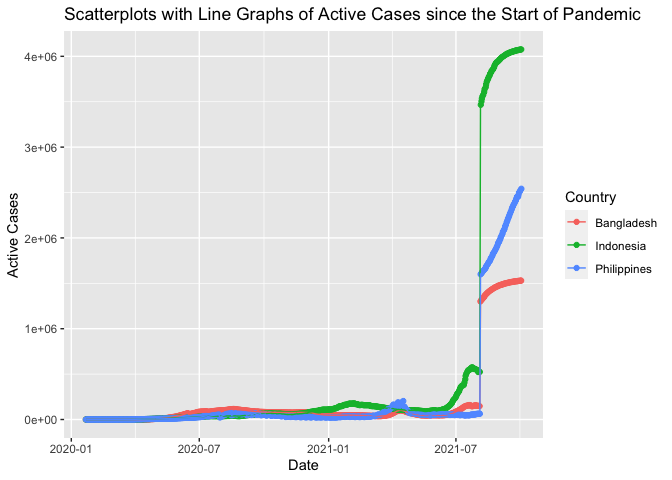 Scatterplots with Line Graphs of Active Cases since the Start of Pandemic
4e+06
3e+06
2e+06
1e+06
0e+00
Active Cases
2020-01
2020-07
2021-01
2021-07
Date
Country
Bangladesh
Indonesia
Philippines